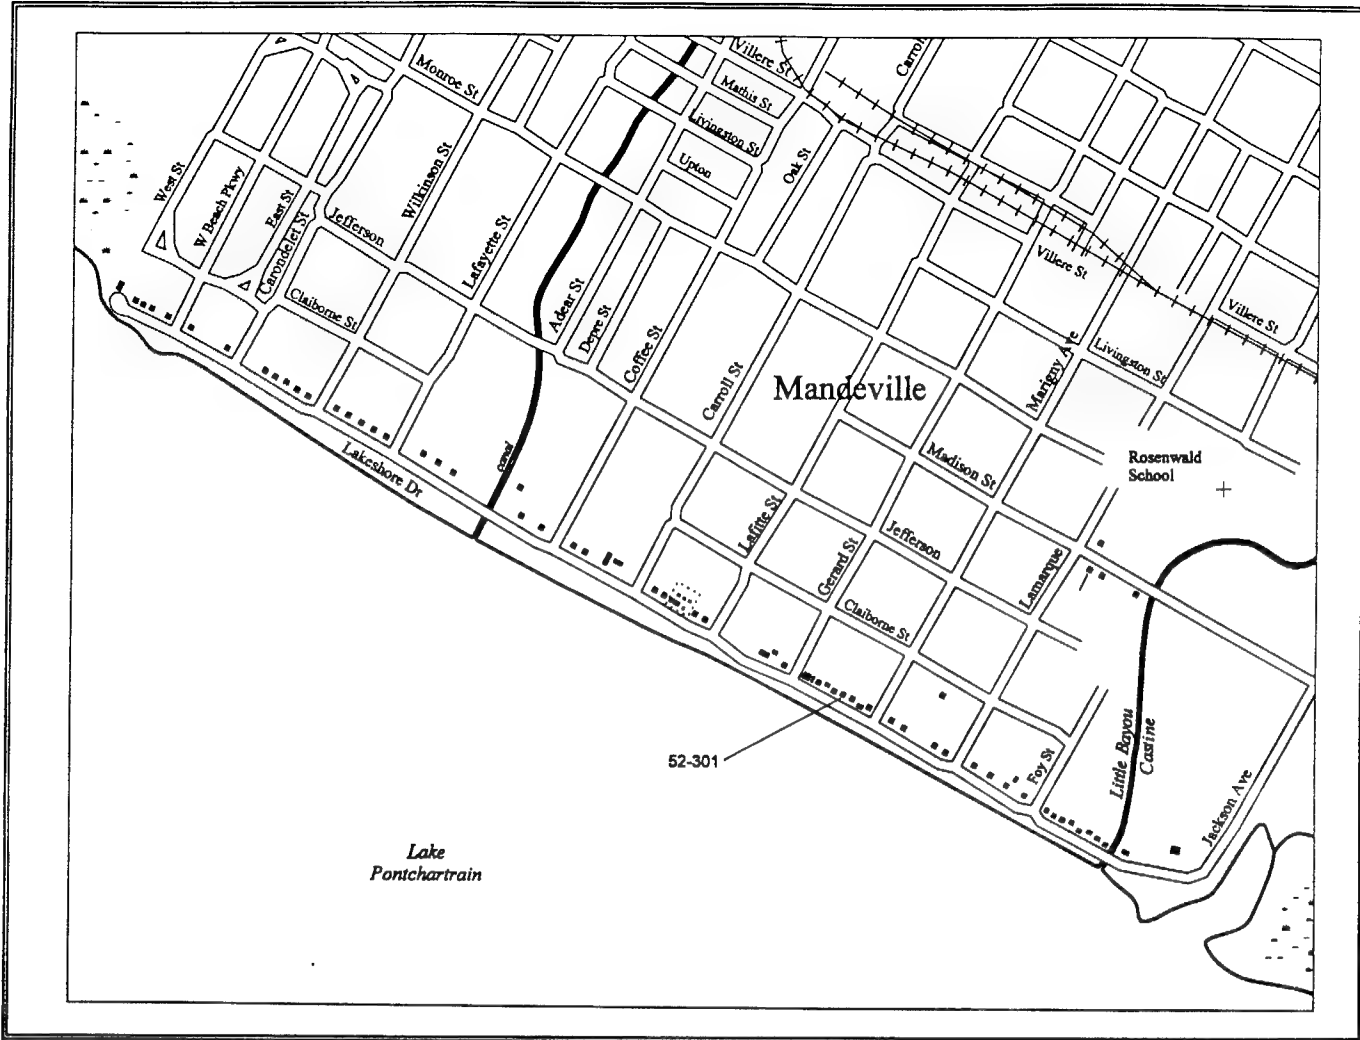 Villere St
Carroll
Monroe St
Mathis St
Livingston St
Upton
Oak St
West St
W Beach Pkwy
East St
Carondelet St
Jefferson
Wilkinson St
Lafayette St
Villere St
Claiborne St
Adear St
Depre St
Coffee St
Villere St
Marigny Ave
Livingston St
Carroll St
Mandeville
Lakeshore Dr
canal
Madison St
Rosenwald
School
Lafitte St
Gerard St
Jefferson
Lamarque
Claiborne St
52-301
Foy St
Little Bayou
Castine
Jackson Ave
Lake
Pontchartrain